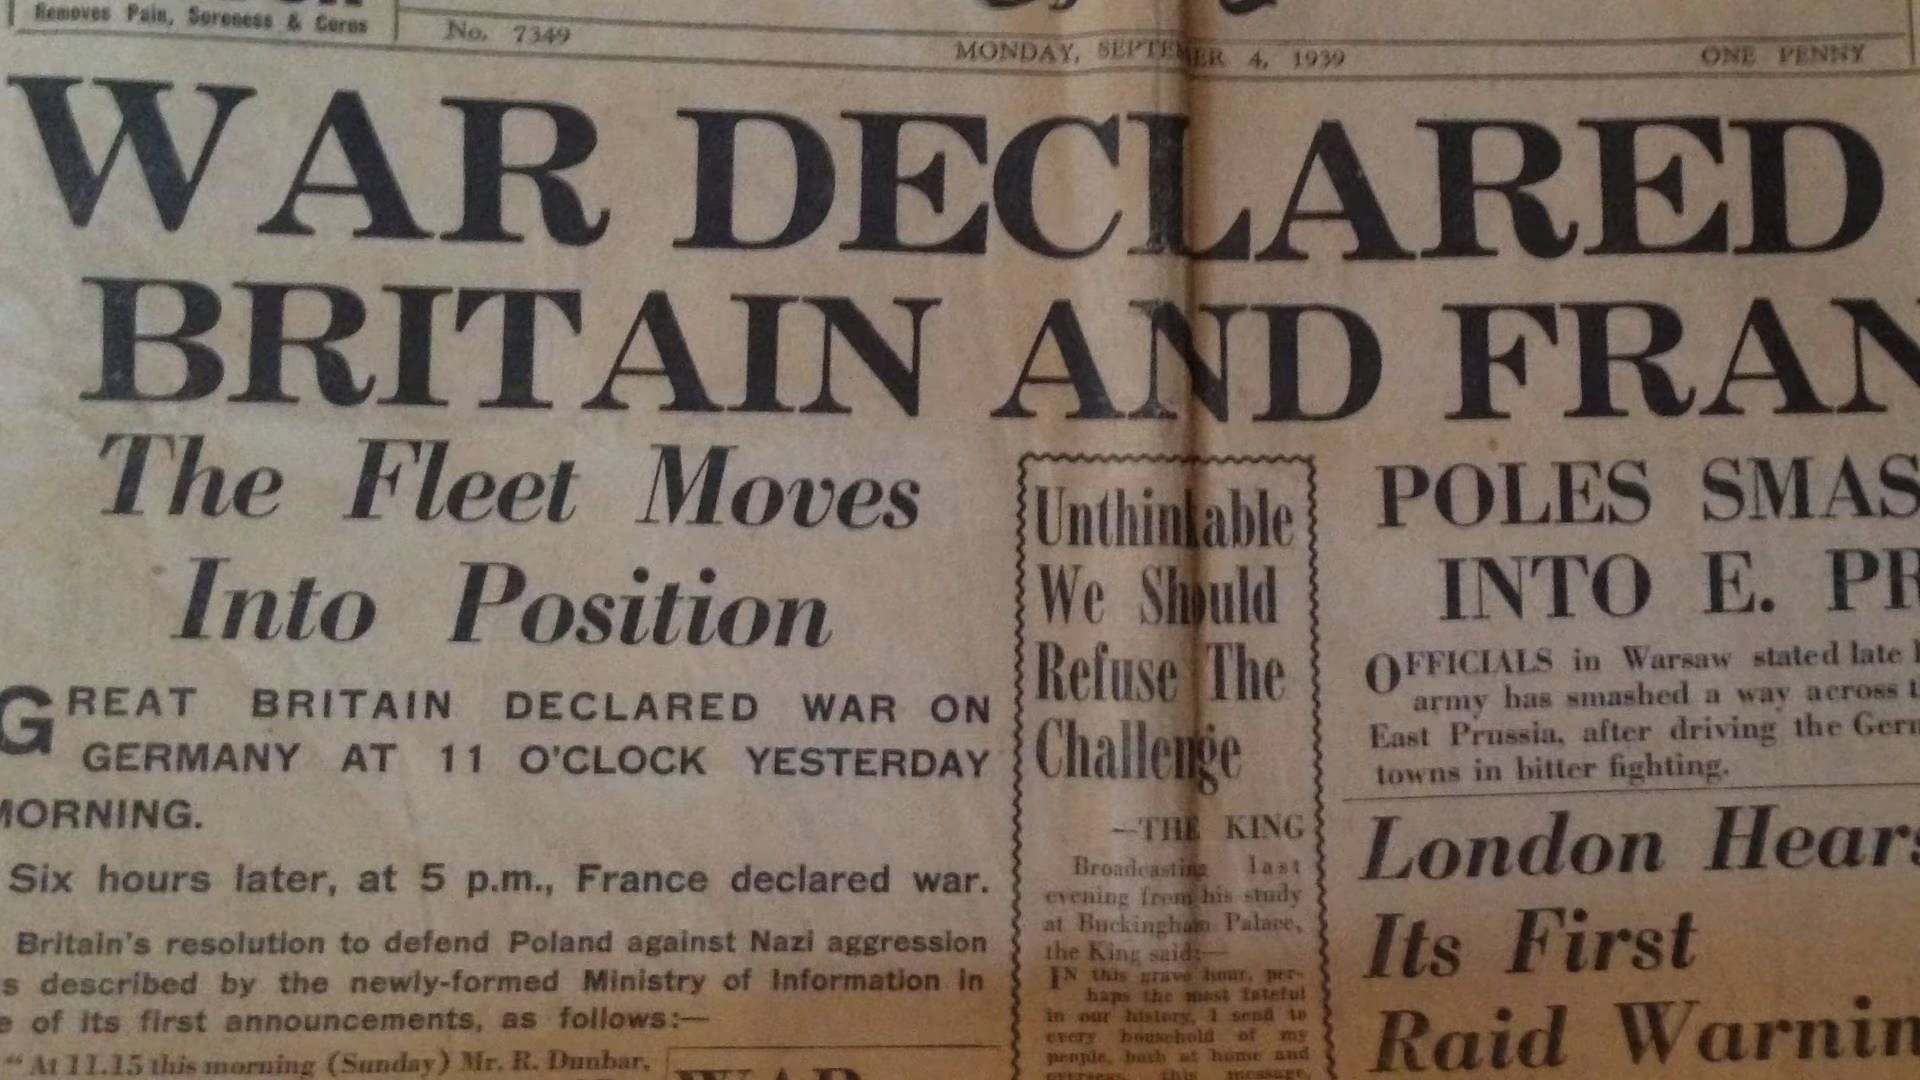 Removes Pain, Soreness & Corns
No. 7349
MONDAY, SEPTEMBER 4, 1939
ONE PENNY
WAR DECLARED
BRITAIN AND FRAN
The Fleet Moves
Into Position
GREAT BRITAIN DECLARED WAR ON
GERMANY AT 11 O'CLOCK YESTERDAY
MORNING.
Six hours later, at 5 p.m., France declared war.
Britain's resolution to defend Poland against Nazi aggression
s described by the newly-formed Ministry of Information in
e of its first announcements, as follows:—
"At 11.15 this morning (Sunday) Mr. R. Dunbar,
WAR
Unthinkable
We Should
Refuse The
Challenge
—THE KING
Broadcasting last
evening from his study
at Buckingham Palace,
the King said:—
IN this grave hour, per-
haps the most fateful
in our history, I send to
every household of my
people, both at home and
overseas, this message,
POLES SMAS
INTO E. PR
OFFICIALS in Warsaw stated late
army has smashed a way across
East Prussia, after driving the Germ
towns in bitter fighting.
London Hears
Its First
Raid Warnin